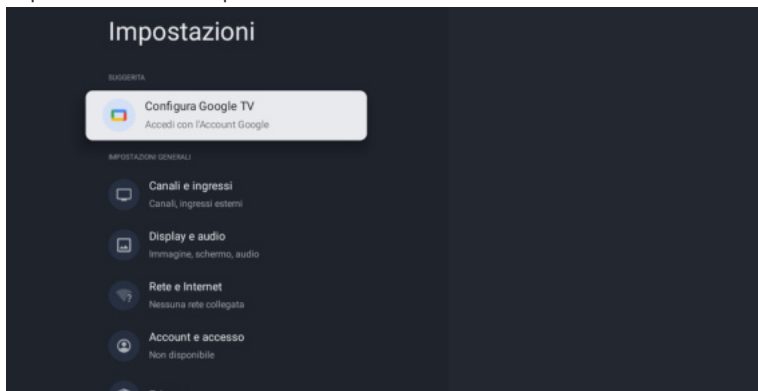 Impostazioni
SUGGERITA
Configura Google TV
Accedi con l'Account Google
IMPOSTAZIONI GENERALI
Canali e ingressi
Canali, ingressi esterni
Display e audio
Immagine, schermo, audio
Rete e Internet
Nessuna rete collegata
Account e accesso
Non disponibile